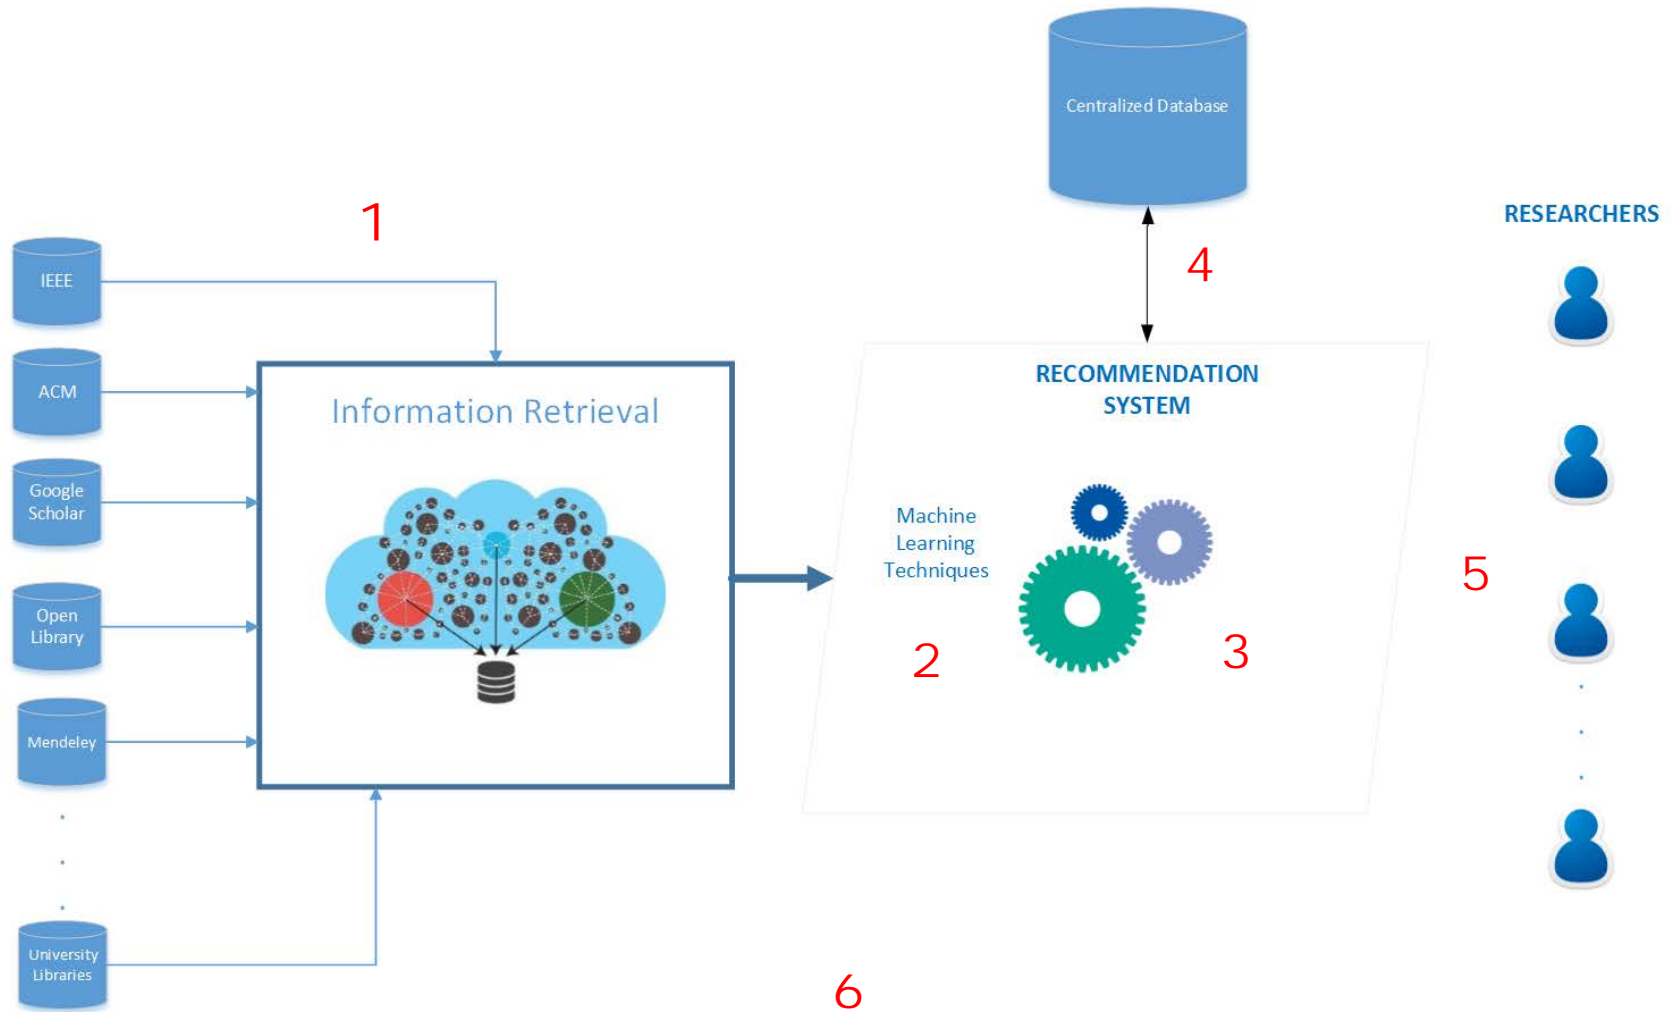 Centralized Database
RESEARCHERS
1
4
IEEE
ACM
Google
Scholar
Open
Library
Mendeley
University
Libraries
Information Retrieval
RECOMMENDATION
SYSTEM
Machine
Learning
Techniques
2
3
5
6